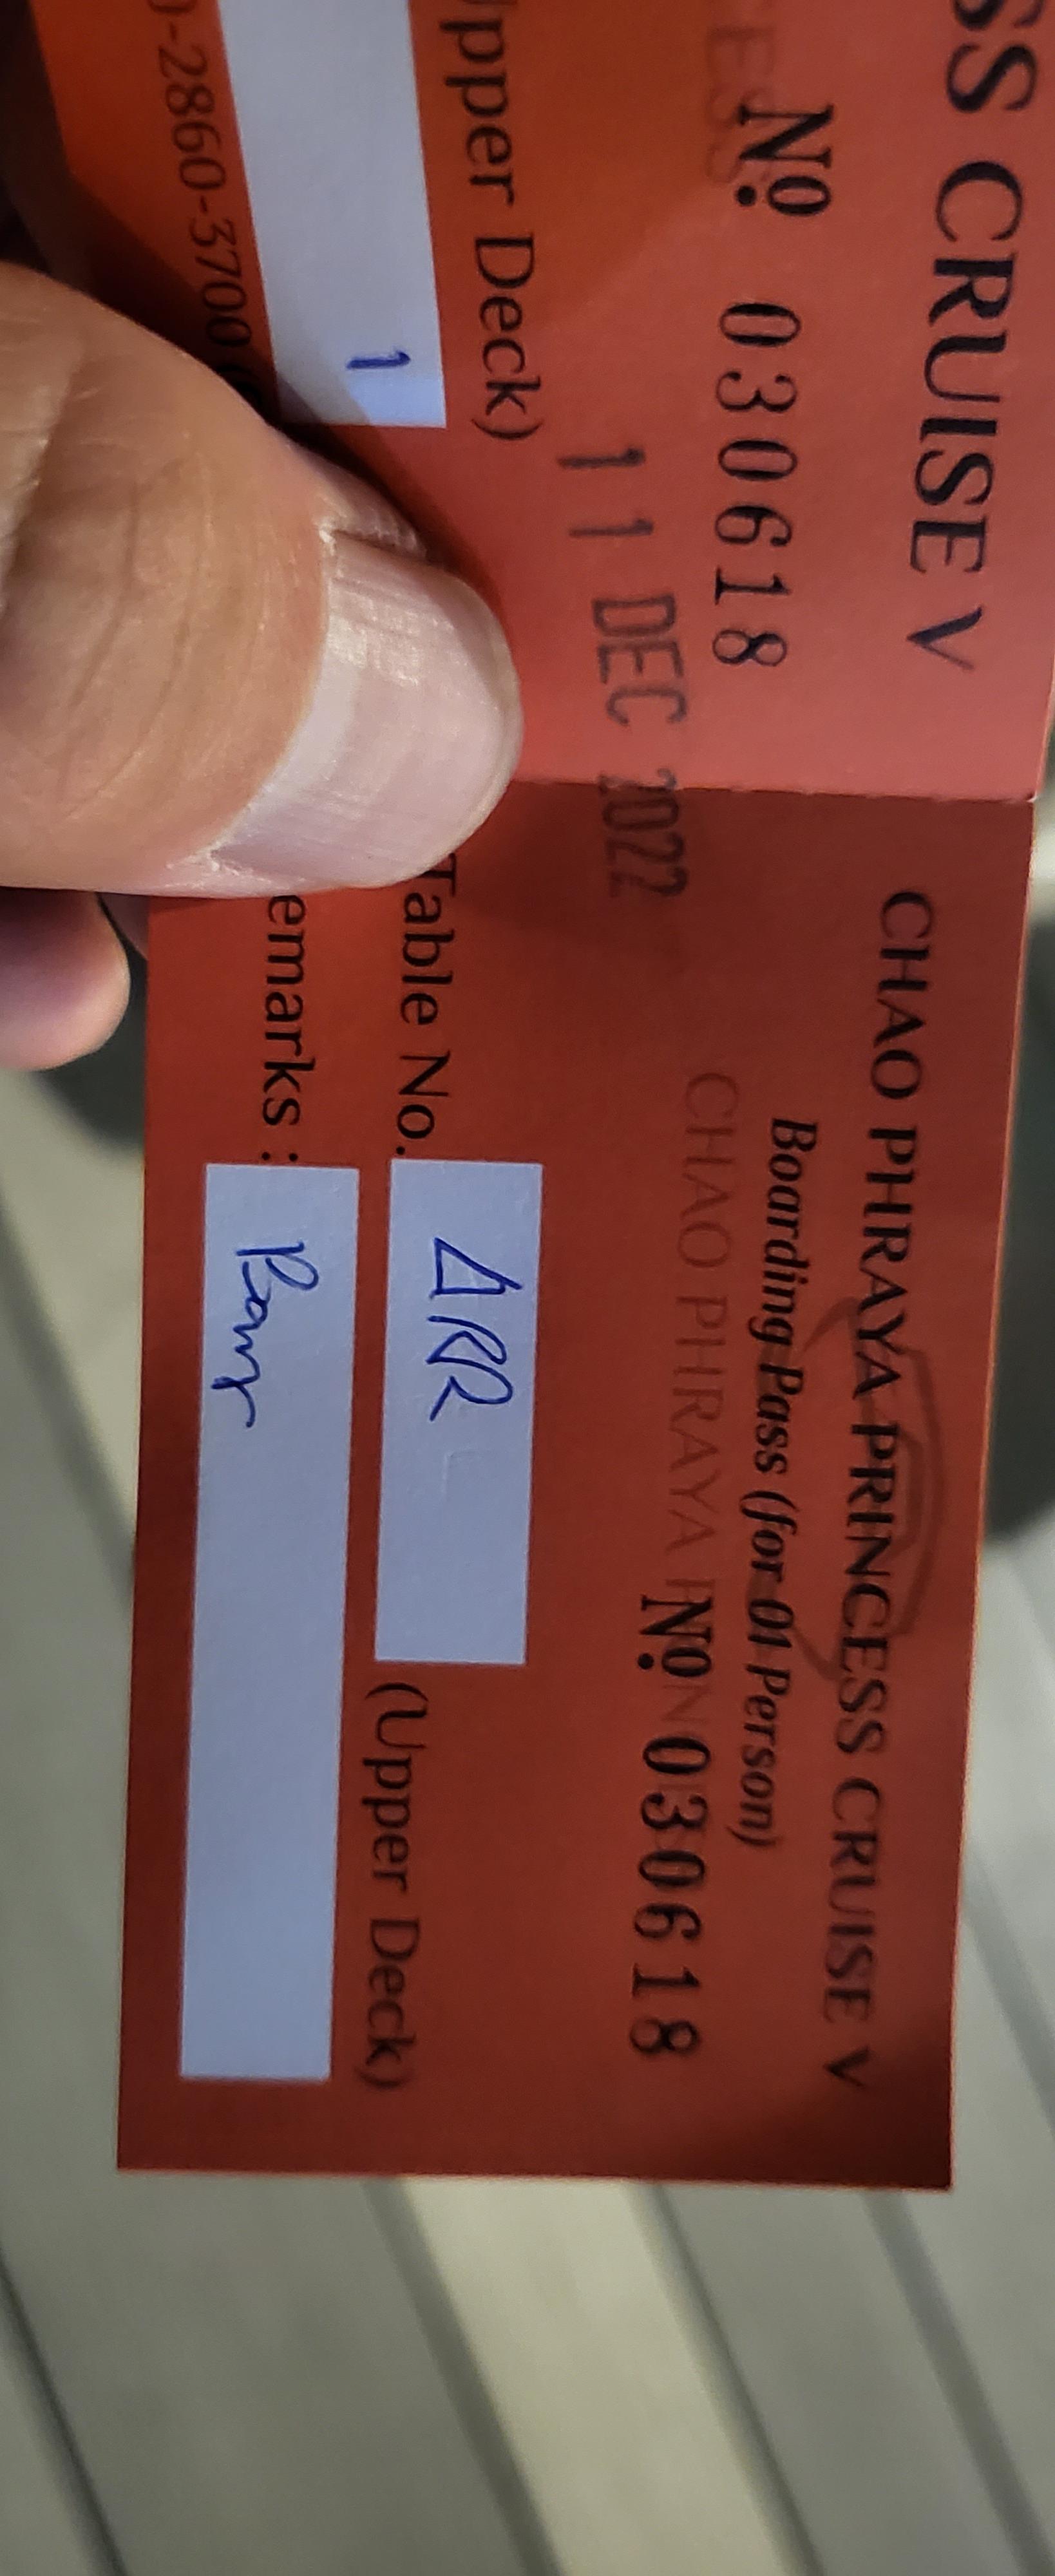 SS CRUISE V
No 030618
11 DEC 2022
pper Deck)
1
0-2860-3700
CHAO PHRAYA PRINCESS CRUISE V
Boarding Pass (for 01 Person)
CHAO PHRAYA
No 030618
Table No. (Upper Deck)
emarks :